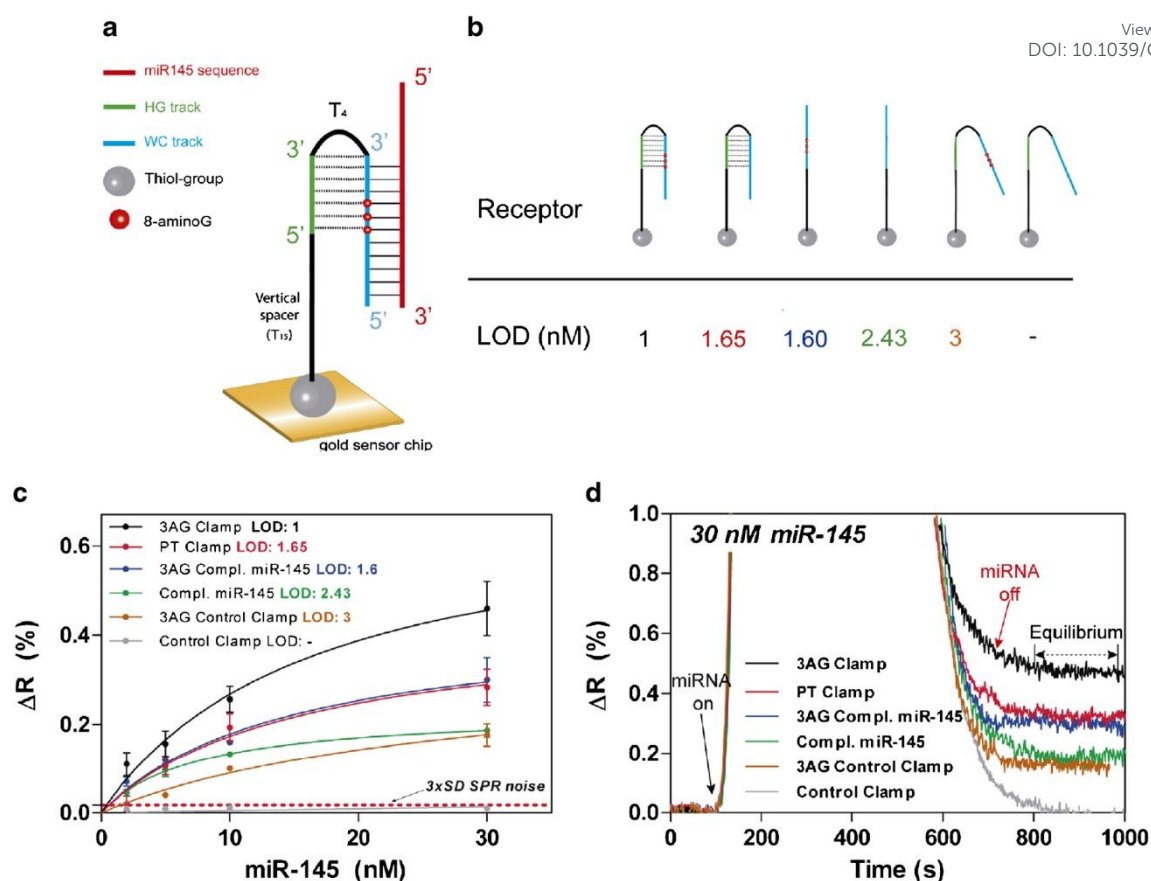 View
DOI: 10.1039/C
a
miR145 sequence
HG track
WC track
Thiol-group
8-aminoG
T₄
5’
3’
3’
5’
5’
3’
Vertical
spacer
(T₁₅)
gold sensor chip
b
Receptor
LOD (nM) 1 1.65 1.60 2.43 3 -
c
3AG Clamp LOD: 1
PT Clamp LOD: 1.65
3AG Compl. miR-145 LOD: 1.6
Compl. miR-145 LOD: 2.43
3AG Control Clamp LOD: 3
Control Clamp LOD: -
3xSD SPR noise
ΔR (%)
0.6
0.4
0.2
0.0
0 10 20 30
miR-145 (nM)
d
30 nM miR-145
miRNA
off
Equilibrium
miRNA
on
3AG Clamp
PT Clamp
3AG Compl. miR-145
Compl. miR-145
3AG Control Clamp
Control Clamp
ΔR (%)
1.0
0.8
0.6
0.4
0.2
0.0
0 200 400 600 800 1000
Time (s)